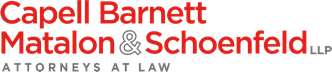 Capell Barnett
Matalon & Schoenfeld LLP
ATTORNEYS AT LAW